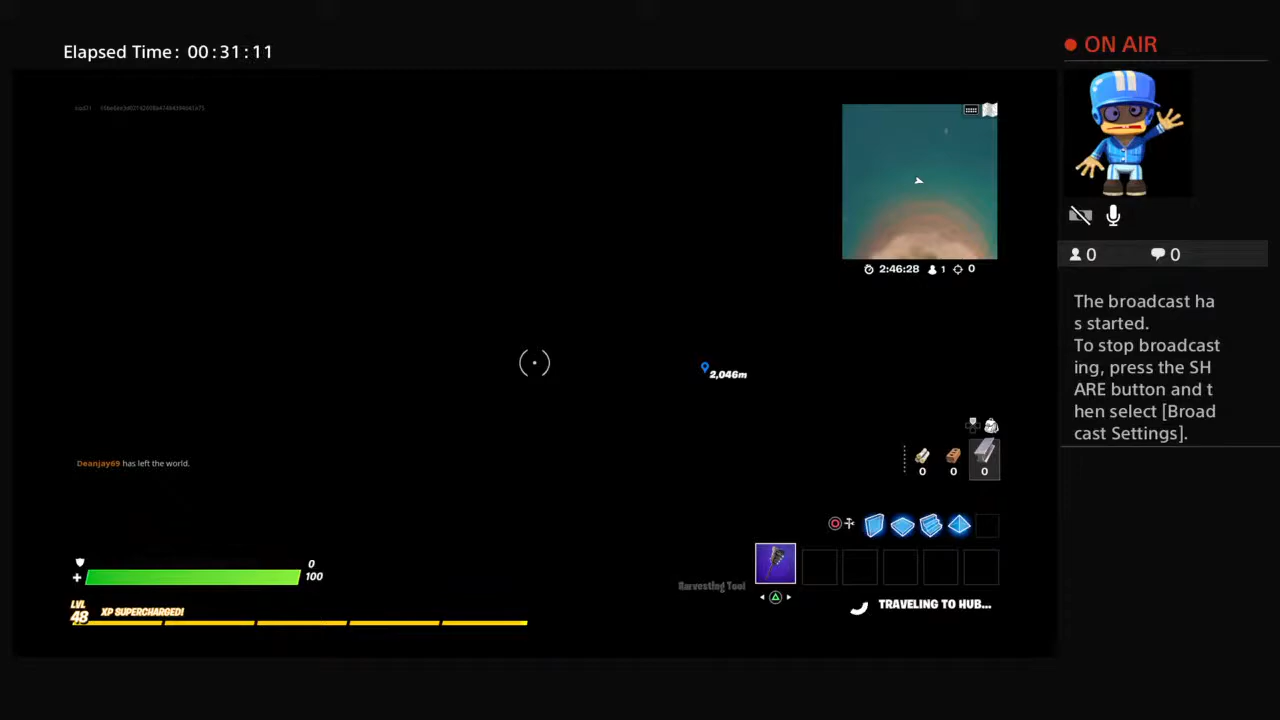 Elapsed Time: 00:31:11
ON AIR
2:46:28 1 0
0 0
The broadcast ha
s started.
To stop broadcast
ing, press the SH
ARE button and t
hen select [Broad
cast Settings].
2,046m
Deanjay69 has left the world.
0 0 0
0
100
Harvesting Tool
LVL
48 XP SUPERCHARGED!
TRAVELING TO HUB...